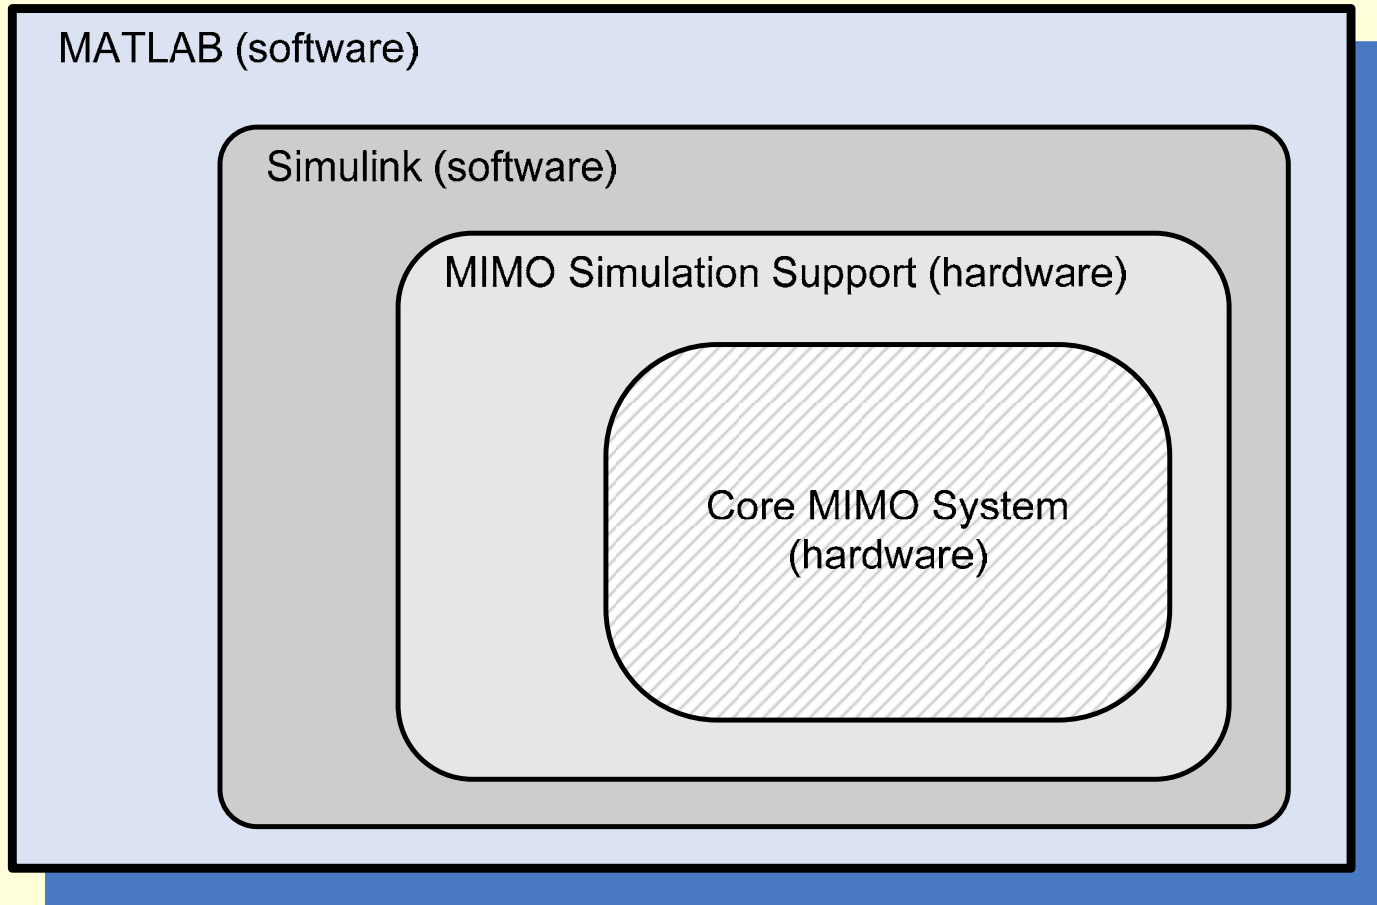 MATLAB (software)
Simulink (software)
MIMO Simulation Support (hardware)
Core MIMO System
(hardware)